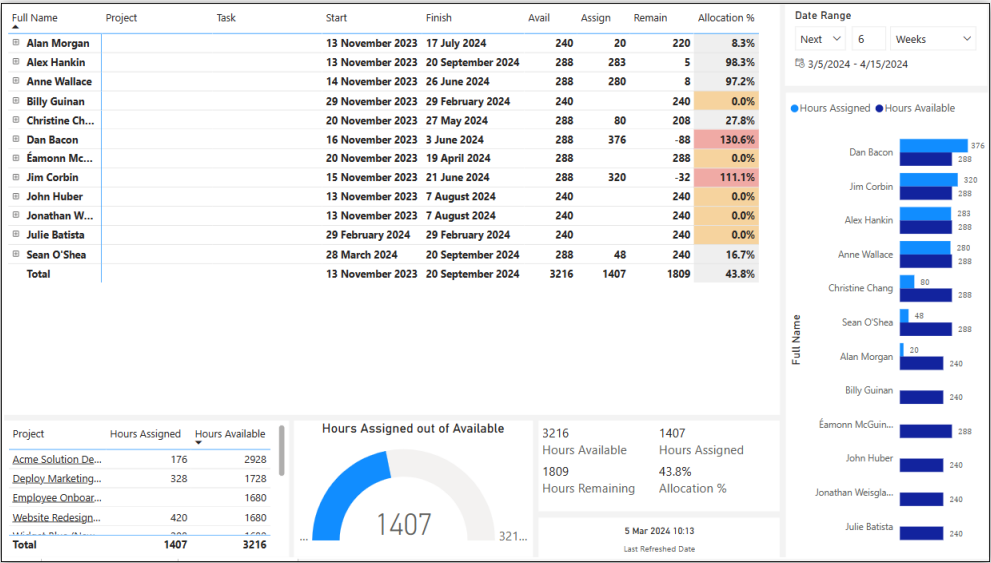 Full Name Project Task Start Finish Avail Assign Remain Allocation %
Alan Morgan 13 November 2023 17 July 2024 240 20 220 8.3%
Alex Hankin 13 November 2023 20 September 2024 288 283 5 98.3%
Anne Wallace 14 November 2023 26 June 2024 288 280 8 97.2%
Billy Guinan 29 November 2023 29 February 2024 240 240 0.0%
Christine Ch... 20 November 2023 27 May 2024 288 80 208 27.8%
Dan Bacon 16 November 2023 3 June 2024 288 376 -88 130.6%
Éamonn Mc... 20 November 2023 19 April 2024 288 288 0.0%
Jim Corbin 15 November 2023 21 June 2024 288 320 -32 111.1%
John Huber 13 November 2023 7 August 2024 240 240 0.0%
Jonathan W... 13 November 2023 7 August 2024 240 240 0.0%
Julie Batista 29 February 2024 29 February 2024 240 240 0.0%
Sean O'Shea 28 March 2024 20 September 2024 288 48 240 16.7%
Total 13 November 2023 20 September 2024 3216 1407 1809 43.8%
Date Range
Next 6 Weeks
3/5/2024 - 4/15/2024
Hours Assigned Hours Available
Full Name
Dan Bacon 376
288
Jim Corbin 320
288
Alex Hankin 283
288
Anne Wallace 280
288
Christine Chang 80
288
Sean O'Shea 48
288
Alan Morgan 20
240
Billy Guinan 240
Éamonn McGuin... 288
John Huber 240
Jonathan Weisgla... 240
Julie Batista 240
Project Hours Assigned Hours Available
Acme Solution De... 176 2928
Deploy Marketing... 328 1728
Employee Onboar... 1680
Website Redesign... 420 1680
Total 1407 3216
Hours Assigned out of Available
1407
... 321...
3216 1407
Hours Available Hours Assigned
1809 43.8%
Hours Remaining Allocation %
5 Mar 2024 10:13
Last Refreshed Date